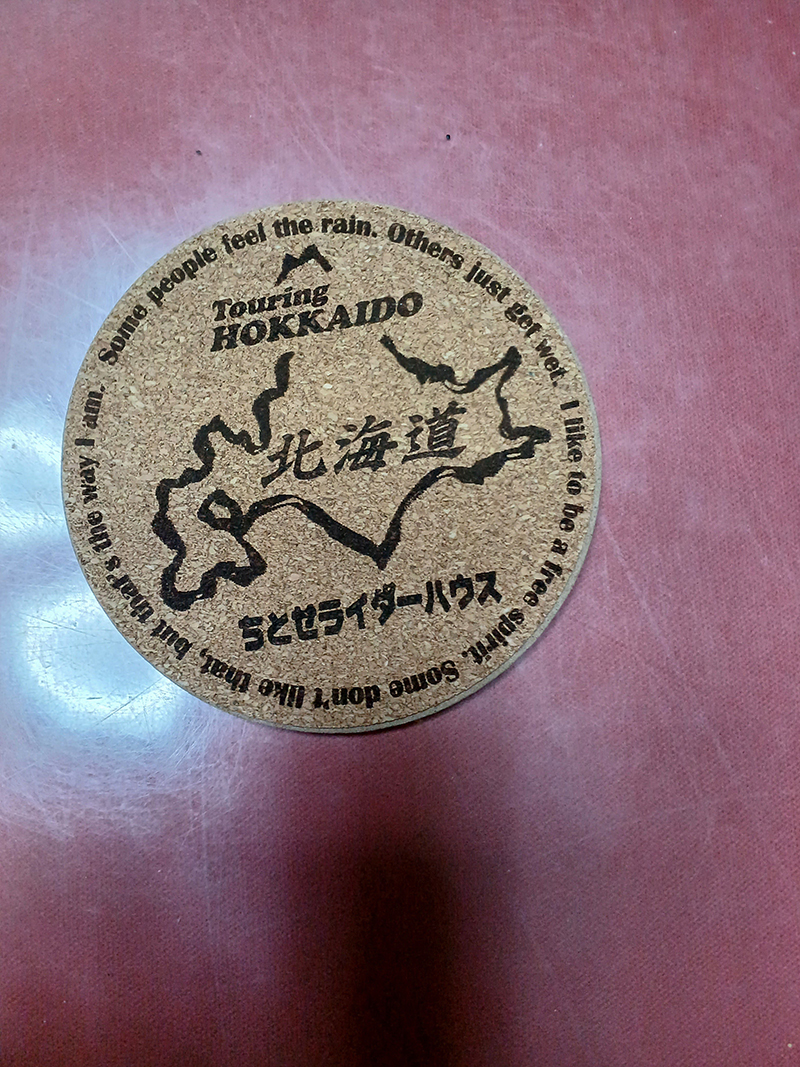 Some people feel the rain. Others just get wet. I like to be a free spirit. Some don't like that, but that's the way I am.
Touring
HOKKAIDO
北海道
ちとせライダーハウス